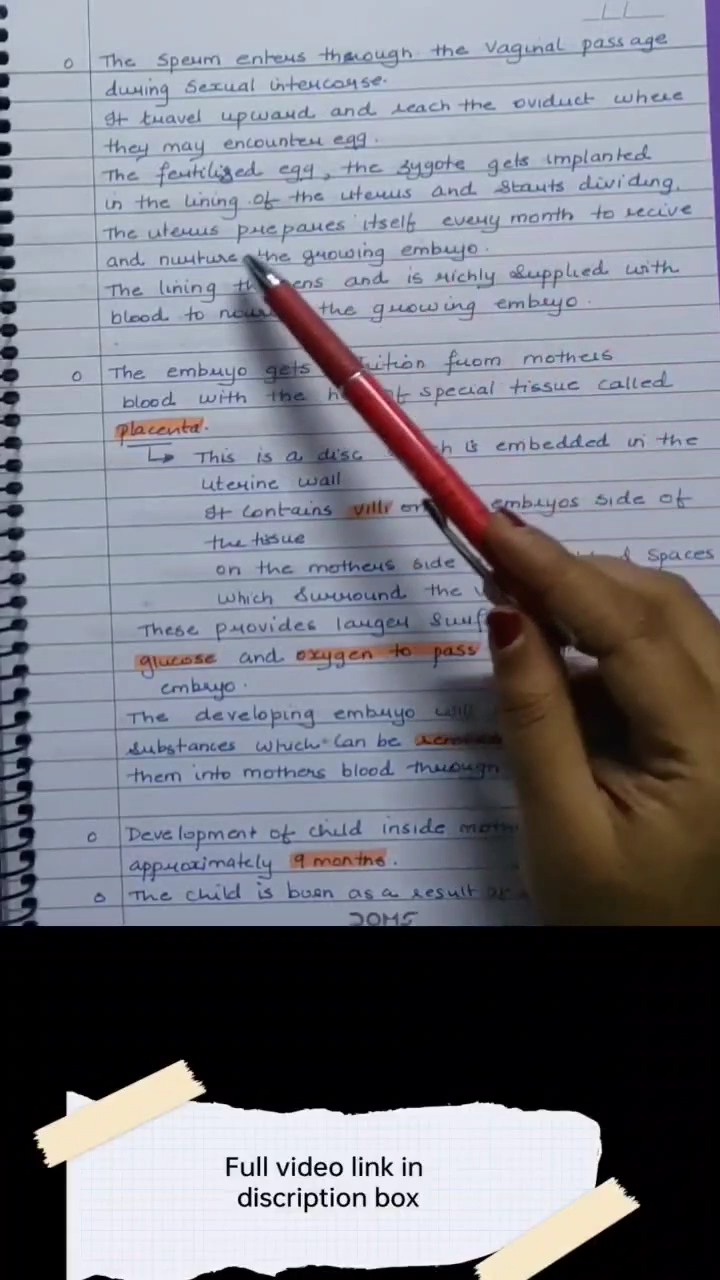 The sperm enters through the vaginal passage
during sexual intercorse.
It travel upward and reach the oviduct where
they may encounter egg.
The fertilized egg, the zygote gets implanted
in the lining of the uterus and starts dividing.
The uterus prepares itself every month to recive
and nurture the growing embryo.
The lining and is richly supplied with
blood to the growing embryo.
The embryo gets from mothers
blood with the of special tissue called
placenta.
This is a disc is embedded in the
uterine wall
It contains villi embryos side of
the tissue
on the mothers side spaces
which surround the
These provides larger
glucose and oxygen to pass
embryo.
The developing embryo will
substances which can be
them into mothers blood through
Development of child inside
approximately 9 months.
The child is born as a result
DOMS
Full video link in
discription box